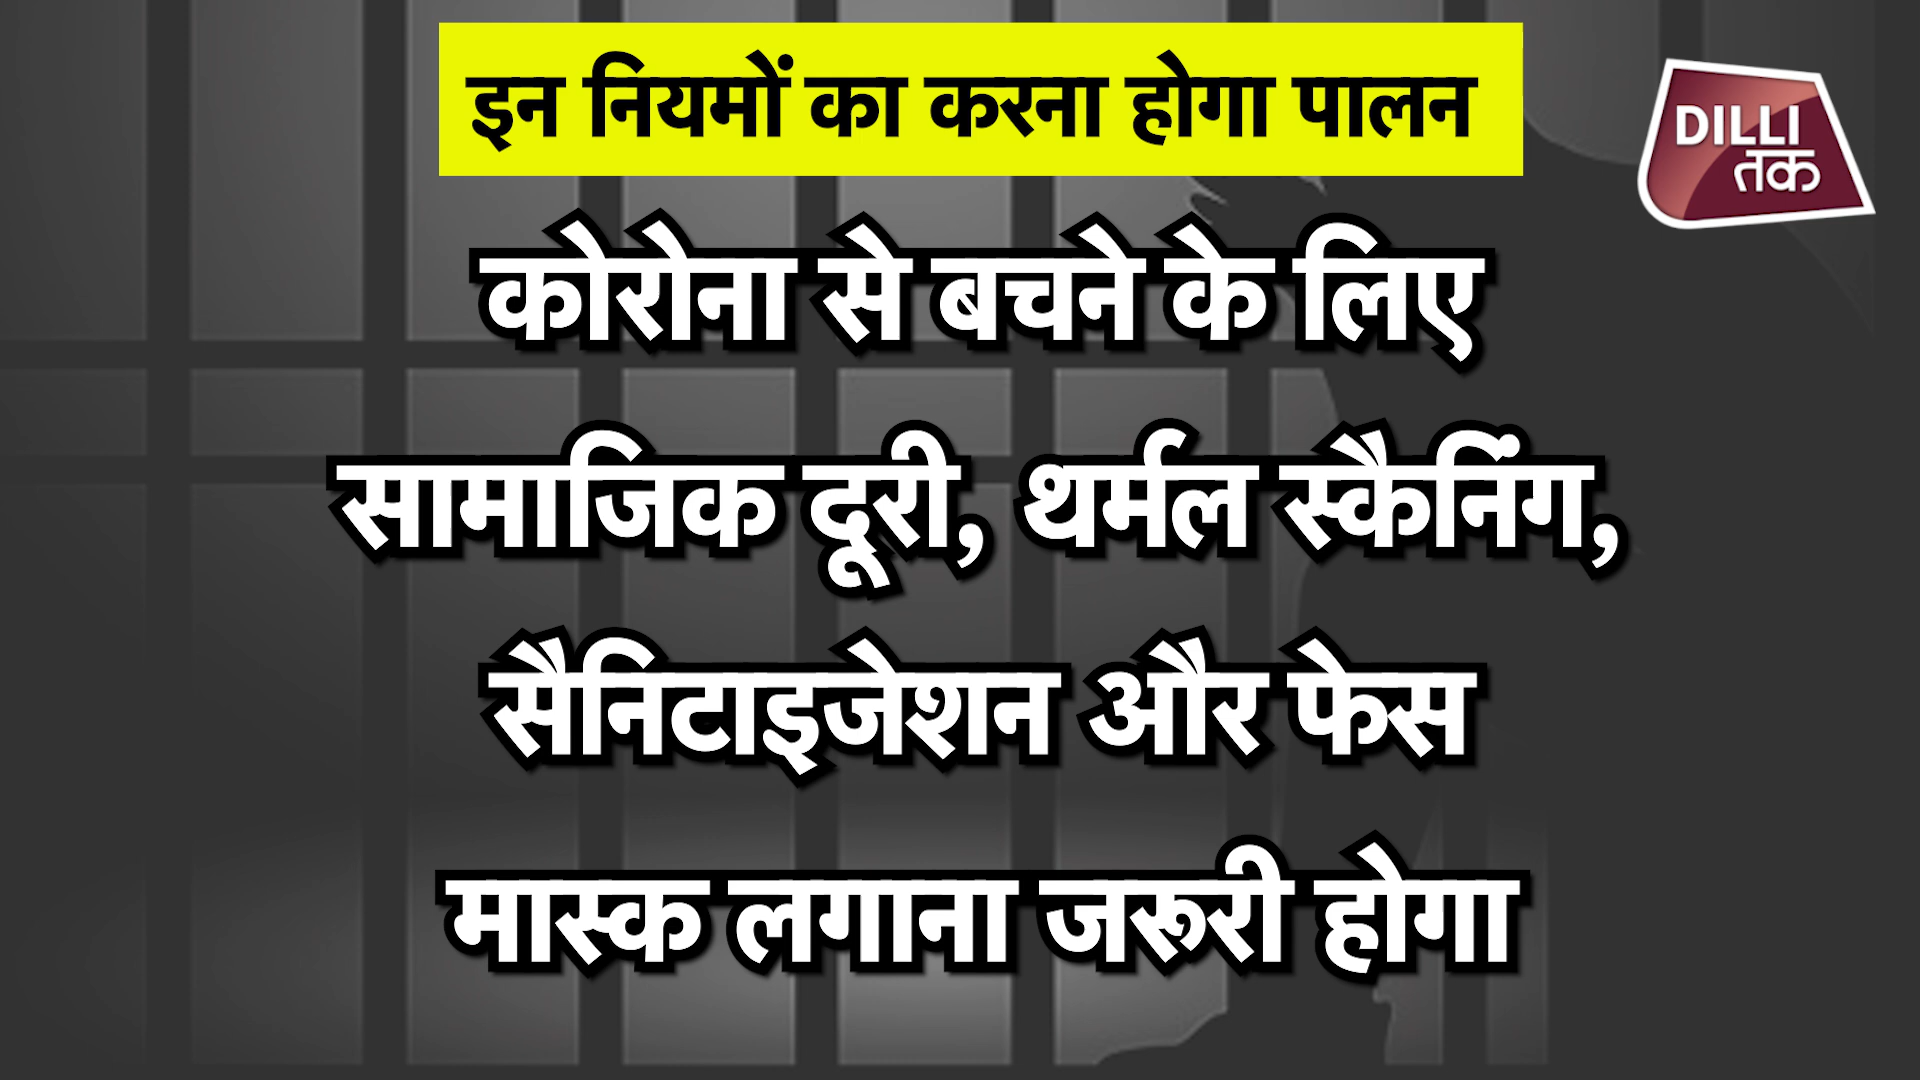 इन नियमों का करना होगा पालन
DILLI
तक
कोरोना से बचने के लिए
सामाजिक दूरी, थर्मल स्कैनिंग,
सैनिटाइजेशन और फेस
मास्क लगाना जरूरी होगा